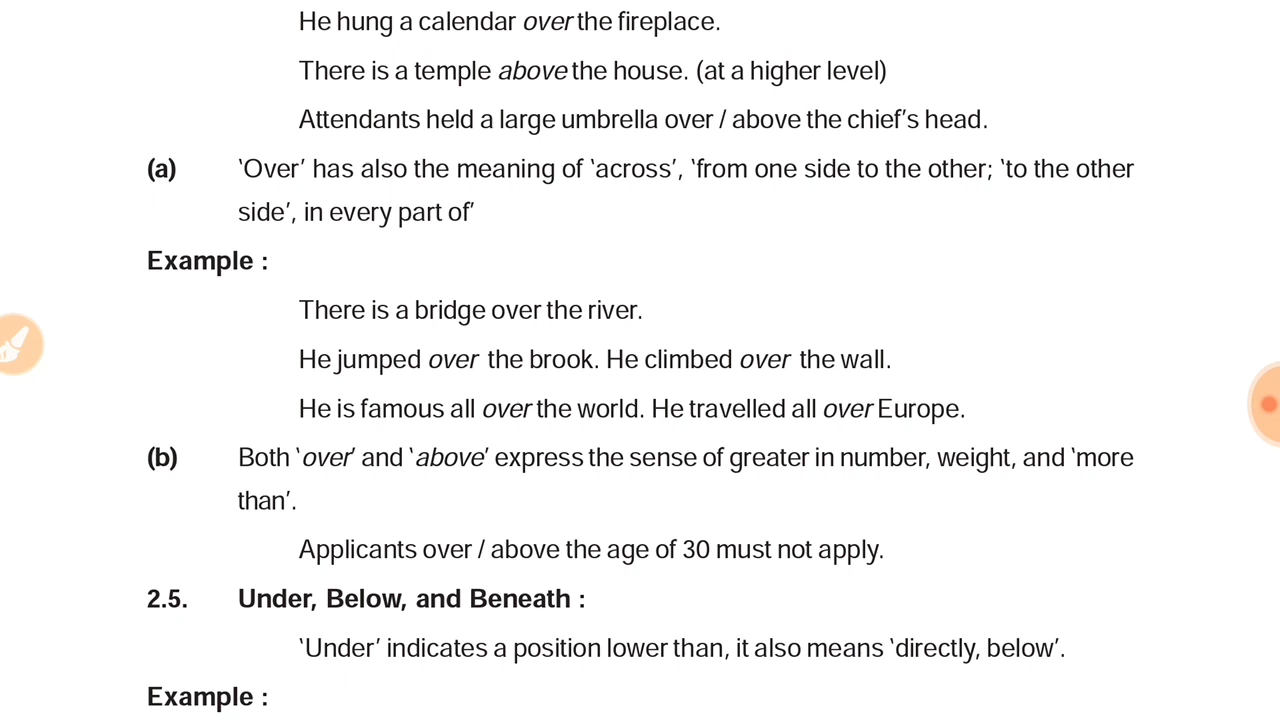 He hung a calendar over the fireplace.
There is a temple above the house. (at a higher level)
Attendants held a large umbrella over / above the chief's head.
(a) ‘Over’ has also the meaning of ‘across’, ‘from one side to the other; ‘to the other
side’, in every part of’
Example :
There is a bridge over the river.
He jumped over the brook. He climbed over the wall.
He is famous all over the world. He travelled all over Europe.
(b) Both ‘over’ and ‘above’ express the sense of greater in number, weight, and ‘more
than’.
Applicants over / above the age of 30 must not apply.
2.5. Under, Below, and Beneath :
‘Under’ indicates a position lower than, it also means ‘directly, below’.
Example :